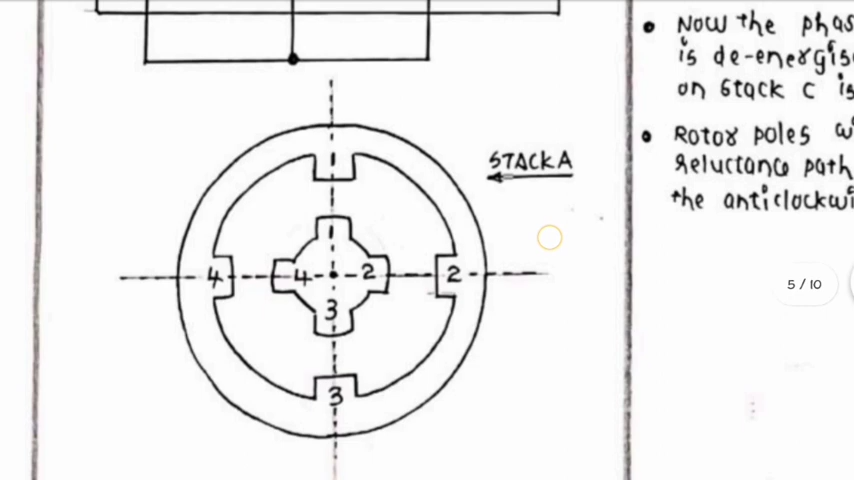 Now the phas
is de-energis
on Stack C is
Rotor poles w
reluctance path
the anticlockwi
STACK A
1
1
4
4
2
2
3
3
5 / 10